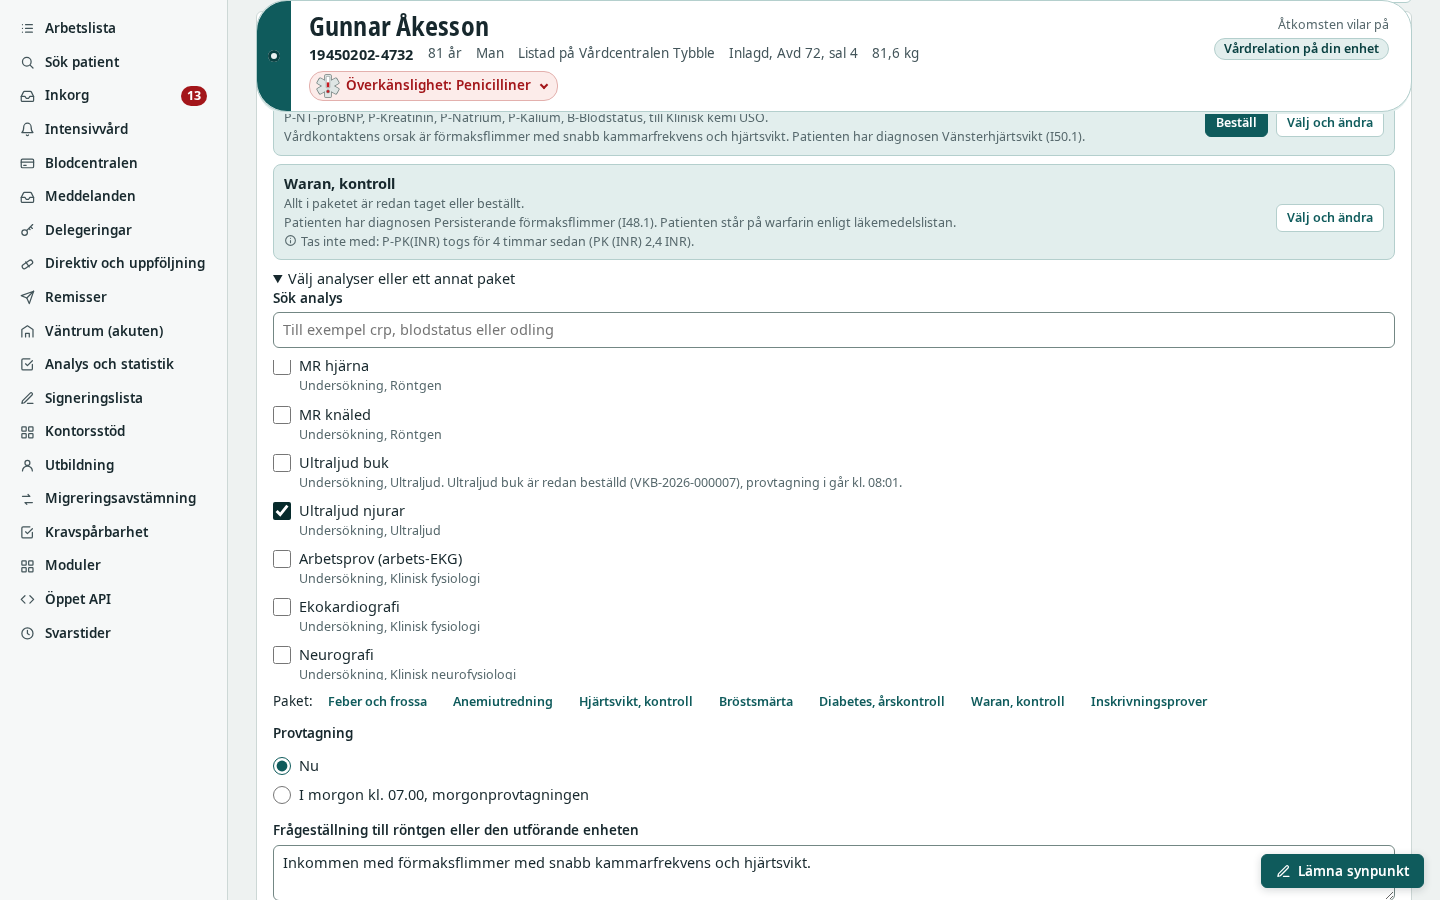 Arbetslista
Sök patient
Inkorg 13
Intensivvård
Blodcentralen
Meddelanden
Delegeringar
Direktiv och uppföljning
Remisser
Väntrum (akuten)
Analys och statistik
Signeringslista
Kontorsstöd
Utbildning
Migreringsavstämning
Kravspårbarhet
Moduler
Öppet API
Svarstider
Gunnar Åkesson
19450202-4732 81 år Man Listad på Vårdcentralen Tybble Inlagd, Avd 72, sal 4 81,6 kg
Överkänslighet: Penicilliner
Åtkomsten vilar på
Vårdrelation på din enhet
P-NT-proBNP, P-Kreatinin, P-Natrium, P-Kalium, B-Blodstatus, till Klinisk kemi USÖ.
Vårdkontaktens orsak är förmaksflimmer med snabb kammarfrekvens och hjärtsvikt. Patienten har diagnosen Vänsterhjärtsvikt (I50.1).
Beställ Välj och ändra
Waran, kontroll
Allt i paketet är redan taget eller beställt.
Patienten har diagnosen Persisterande förmaksflimmer (I48.1). Patienten står på warfarin enligt läkemedelslistan.
Tas inte med: P-PK(INR) togs för 4 timmar sedan (PK (INR) 2,4 INR).
Välj och ändra
Välj analyser eller ett annat paket
Sök analys
Till exempel crp, blodstatus eller odling
MR hjärna
Undersökning, Röntgen
MR knäled
Undersökning, Röntgen
Ultraljud buk
Undersökning, Ultraljud. Ultraljud buk är redan beställd (VKB-2026-000007), provtagning i går kl. 08:01.
Ultraljud njurar
Undersökning, Ultraljud
Arbetsprov (arbets-EKG)
Undersökning, Klinisk fysiologi
Ekokardiografi
Undersökning, Klinisk fysiologi
Neurografi
Undersökning, Klinisk neurofysiologi
Paket: Feber och frossa Anemiutredning Hjärtsvikt, kontroll Bröstsmärta Diabetes, årskontroll Waran, kontroll Inskrivningsprover
Provtagning
Nu
I morgon kl. 07.00, morgonprovtagningen
Frågeställning till röntgen eller den utförande enheten
Inkommen med förmaksflimmer med snabb kammarfrekvens och hjärtsvikt.
Lämna synpunkt